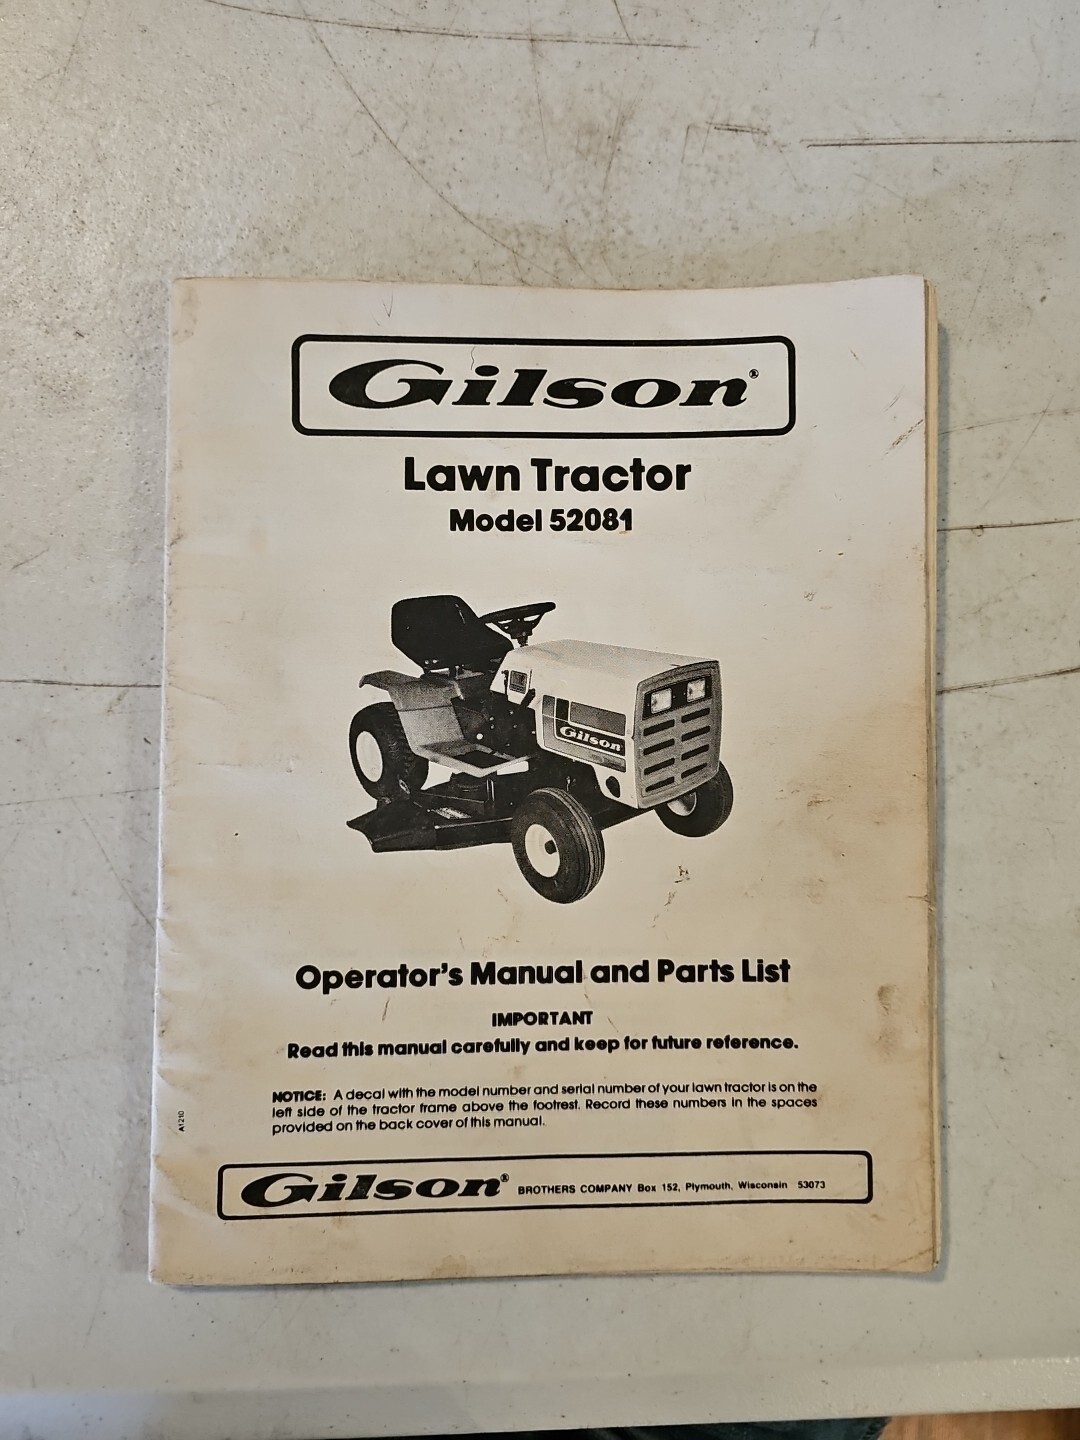 Gilson®
Lawn Tractor
Model 52081
Gilson
Operator's Manual and Parts List
IMPORTANT
Read this manual carefully and keep for future reference.
NOTICE: A decal with the model number and serial number of your lawn tractor is on the
left side of the tractor frame above the footrest. Record these numbers in the spaces
provided on the back cover of this manual.
A1210
Gilson® BROTHERS COMPANY Box 152, Plymouth, Wisconsin 53073